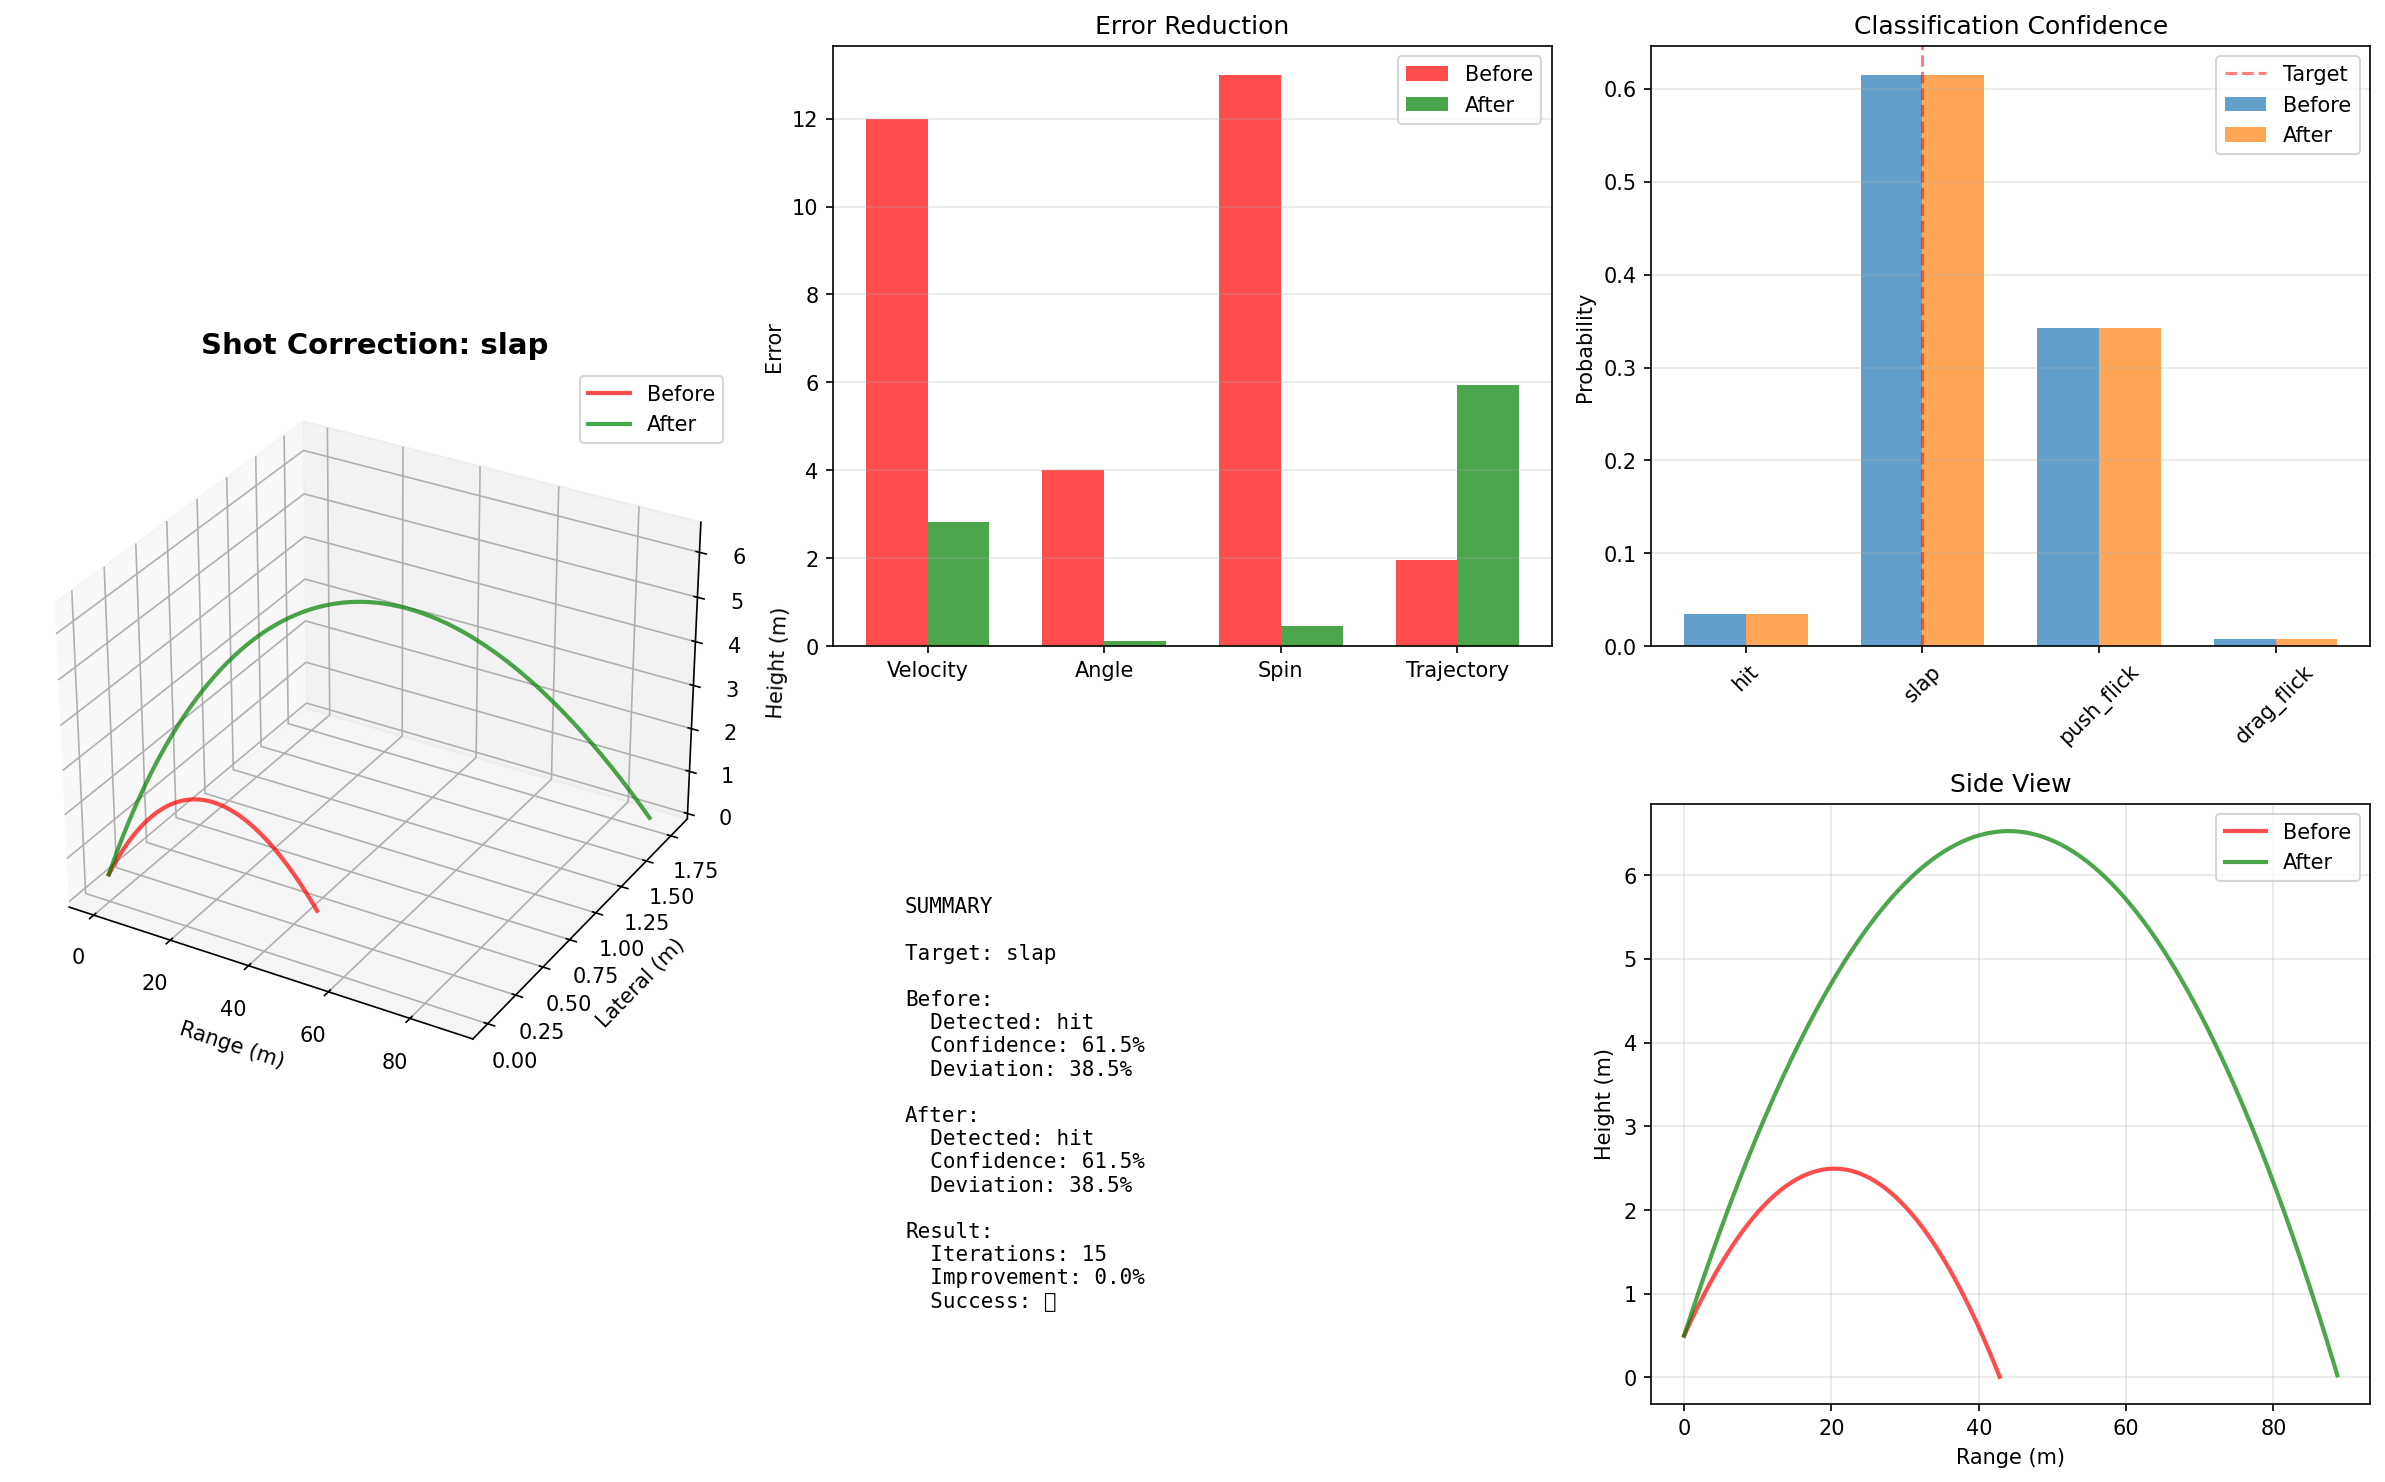 Shot Correction: slap
Before
After
6
5
4
3
2
1
0
Height (m)
1.75
1.50
1.25
1.00
0.75
0.50
0.25
0.00
Lateral (m)
0
20
40
60
80
Range (m)
Error Reduction
Before
After
12
10
8
6
4
2
0
Error
Velocity
Angle
Spin
Trajectory
Classification Confidence
Target
Before
After
0.6
0.5
0.4
0.3
0.2
0.1
0.0
Probability
hit
slap
push_flick
drag_flick
SUMMARY
Target: slap
Before:
Detected: hit
Confidence: 61.5%
Deviation: 38.5%
After:
Detected: hit
Confidence: 61.5%
Deviation: 38.5%
Result:
Iterations: 15
Improvement: 0.0%
Success: 
Side View
Before
After
6
5
4
3
2
1
0
Height (m)
0
20
40
60
80
Range (m)